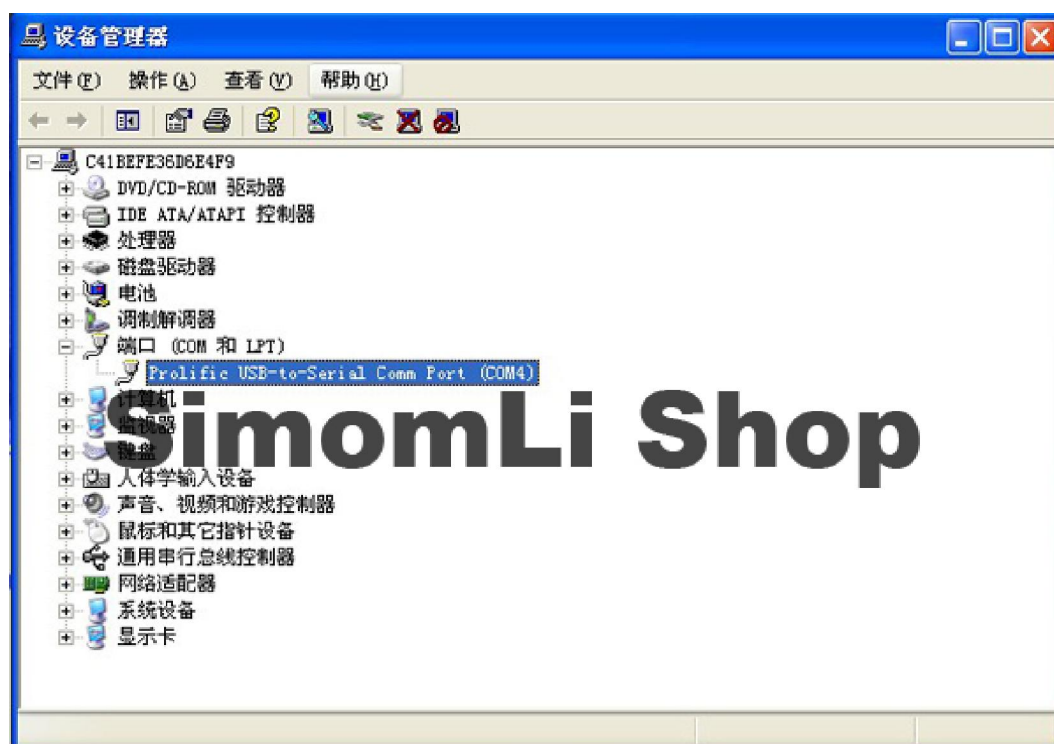 设备管理器
文件(F) 操作(A) 查看(V) 帮助(H)
C41BEFE36D6E4F9
DVD/CD-ROM 驱动器
IDE ATA/ATAPI 控制器
处理器
磁盘驱动器
电池
调制解调器
端口 (COM 和 LPT)
Prolific USB-to-Serial Comm Port (COM4)
计算机
监视器
键盘
SimomLi Shop
人体学输入设备
声音、视频和游戏控制器
鼠标和其它指针设备
通用串行总线控制器
网络适配器
系统设备
显示卡